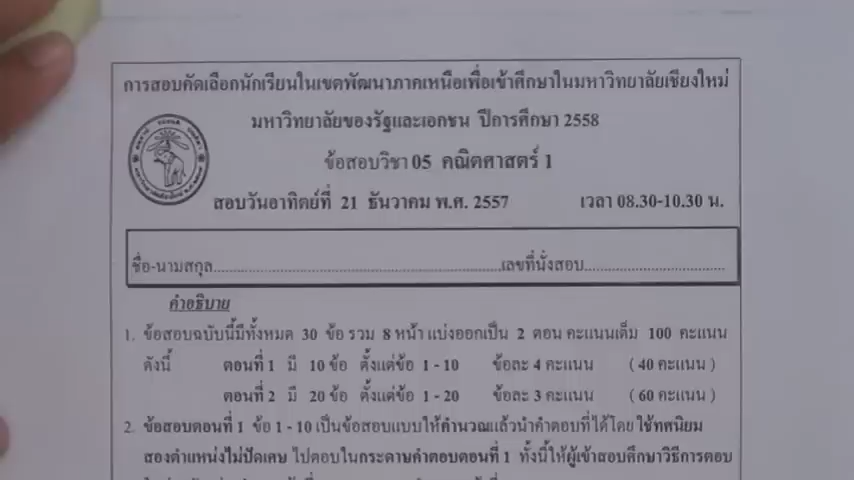 การสอบคัดเลือกนักเรียนในเขตพัฒนาภาคเหนือเพื่อเข้าศึกษาในมหาวิทยาลัยเชียงใหม่
มหาวิทยาลัยของรัฐและเอกชน ปีการศึกษา 2558
ข้อสอบวิชา 05 คณิตศาสตร์ 1
สอบวันอาทิตย์ที่ 21 ธันวาคม พ.ศ. 2557 เวลา 08.30-10.30 น.
ชื่อ-นามสกุล..........................................................................เลขที่นั่งสอบ....................................
คำอธิบาย
1. ข้อสอบฉบับนี้มีทั้งหมด 30 ข้อ รวม 8 หน้า แบ่งออกเป็น 2 ตอน คะแนนเต็ม 100 คะแนน
ดังนี้ ตอนที่ 1 มี 10 ข้อ ตั้งแต่ข้อ 1 - 10 ข้อละ 4 คะแนน ( 40 คะแนน )
ตอนที่ 2 มี 20 ข้อ ตั้งแต่ข้อ 1 - 20 ข้อละ 3 คะแนน ( 60 คะแนน )
2. ข้อสอบตอนที่ 1 ข้อ 1 - 10 เป็นข้อสอบแบบให้คำนวณแล้วนำคำตอบที่ได้โดย ใช้ทศนิยม
สองตำแหน่งไม่ปัดเศษ ไปตอบในกระดาษคำตอบตอนที่ 1 ทั้งนี้ให้ผู้เข้าสอบศึกษาวิธีการตอบ